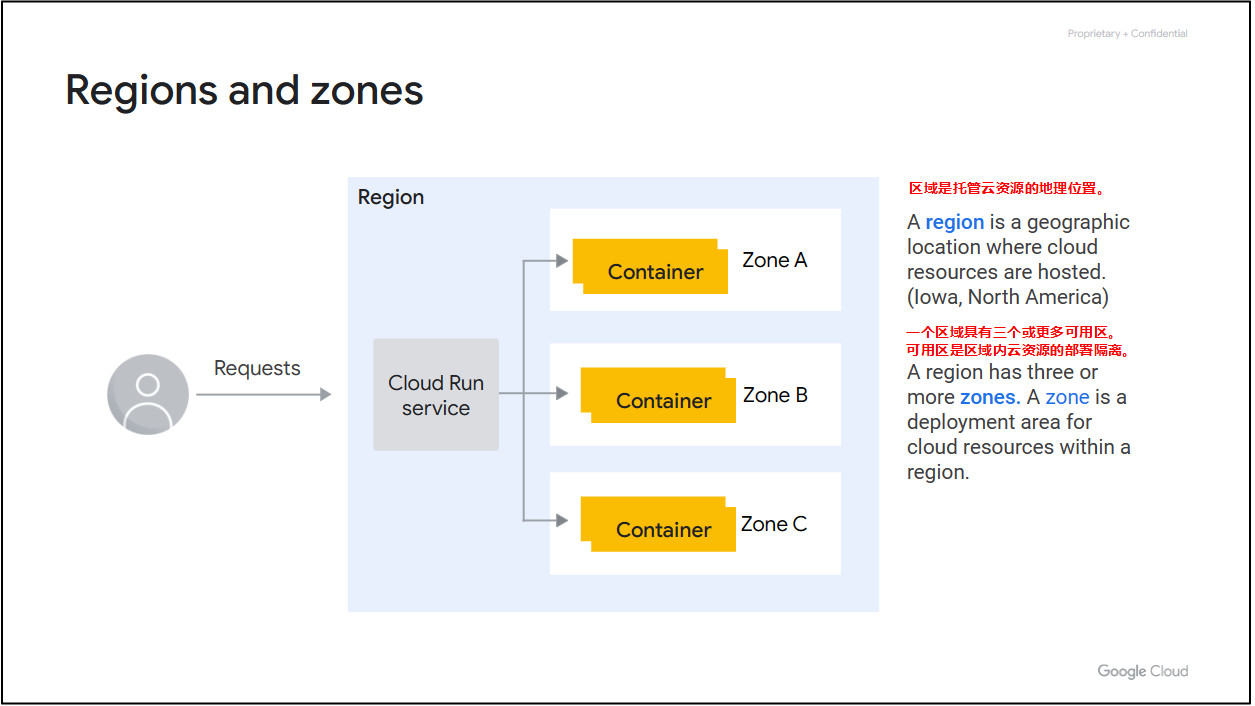 Proprietary + Confidential
Regions and zones
Region
Requests
Cloud Run
service
Container
Zone A
Container
Zone B
Container
Zone C
区域是托管云资源的地理位置。
A region is a geographic
location where cloud
resources are hosted.
(Iowa, North America)
一个区域具有三个或更多可用区。
可用区是区域内云资源的部署隔离。
A region has three or
more zones. A zone is a
deployment area for
cloud resources within a
region.
Google Cloud